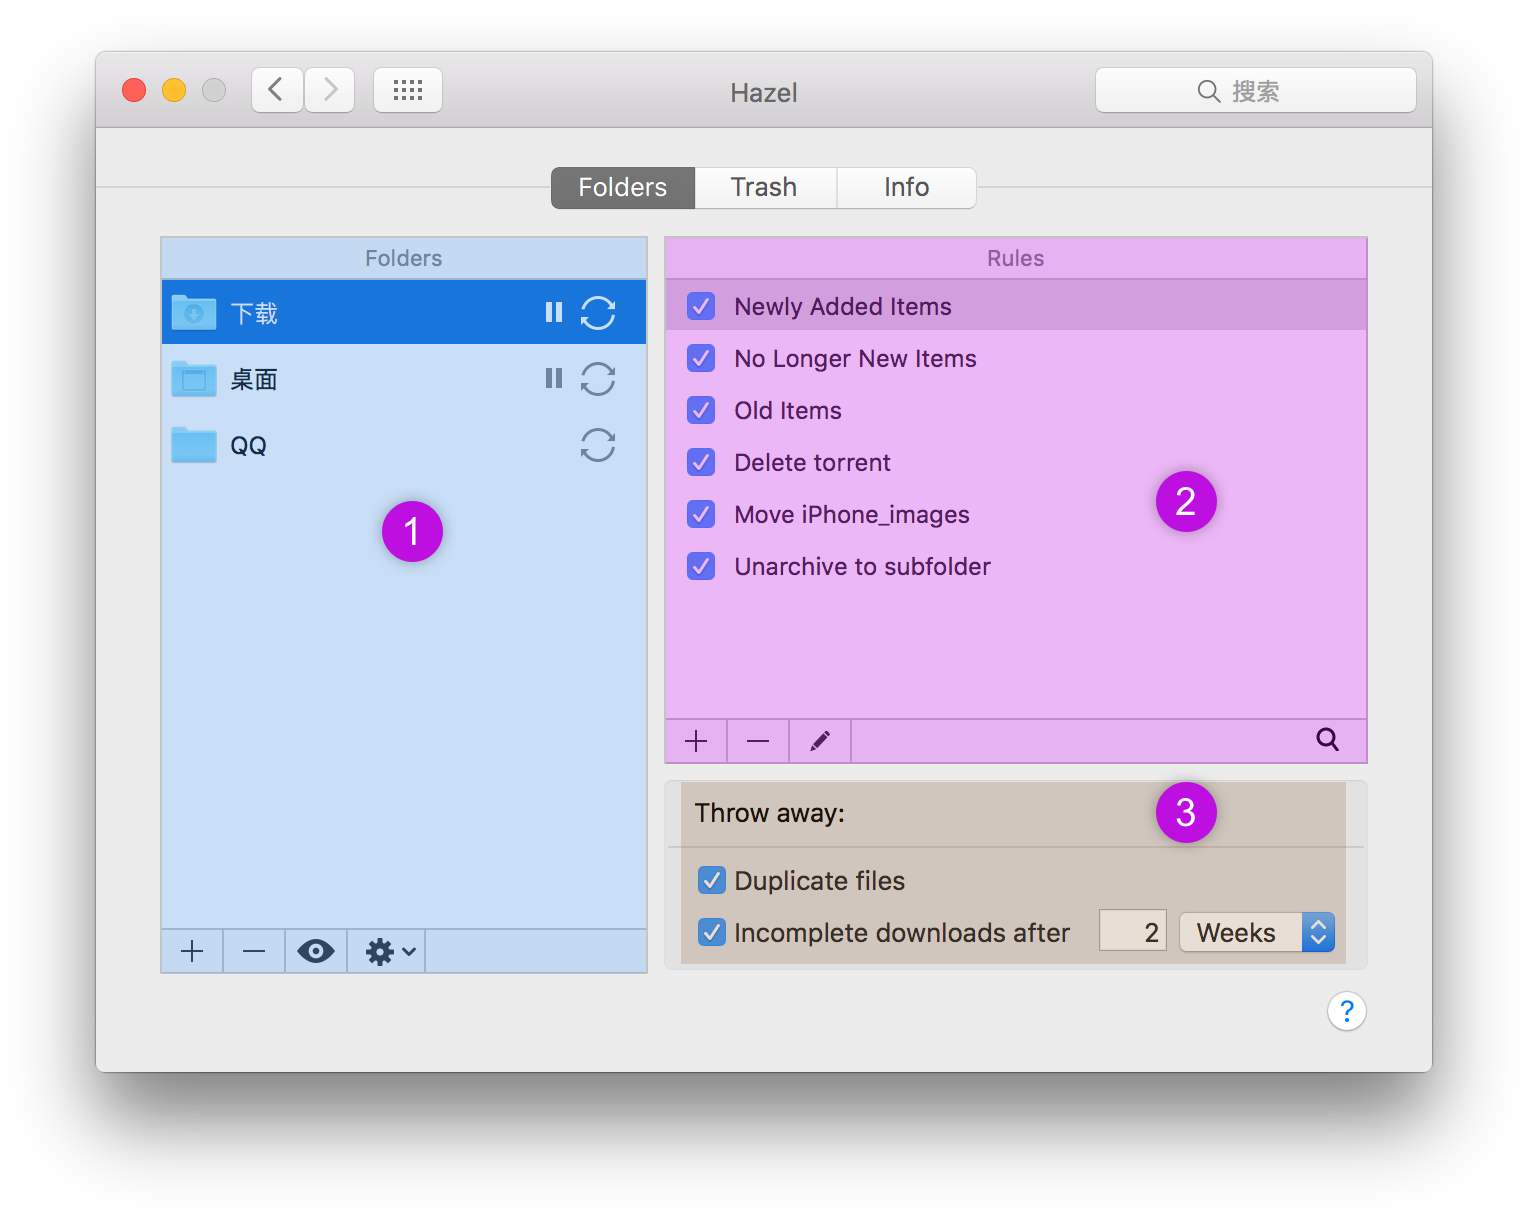 Hazel
搜索
Folders
Trash
Info
Folders
下载
桌面
QQ
1
Rules
Newly Added Items
No Longer New Items
Old Items
Delete torrent
Move iPhone_images
Unarchive to subfolder
2
Throw away:
3
Duplicate files
Incomplete downloads after 2 Weeks
?